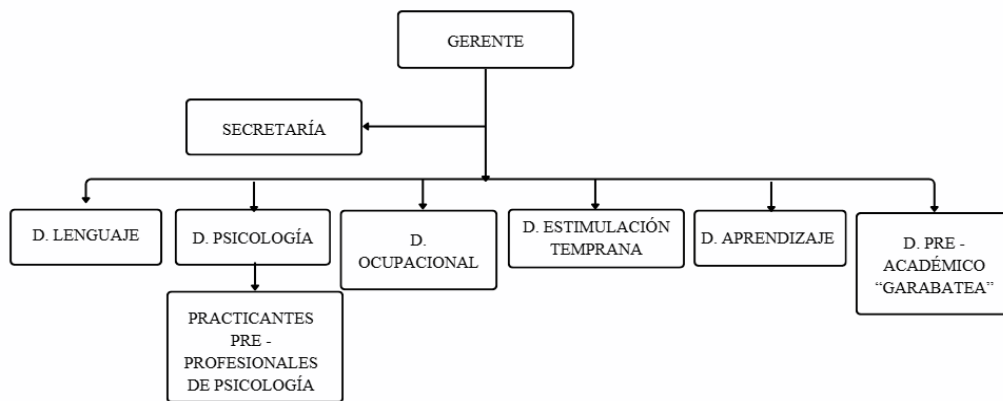 GERENTE
SECRETARÍA
D. LENGUAJE
D. PSICOLOGÍA
D.
OCUPACIONAL
D. ESTIMULACIÓN
TEMPRANA
D. APRENDIZAJE
D. PRE -
ACADÉMICO
“GARABATEA”
PRACTICANTES
PRE -
PROFESIONALES
DE PSICOLOGÍA